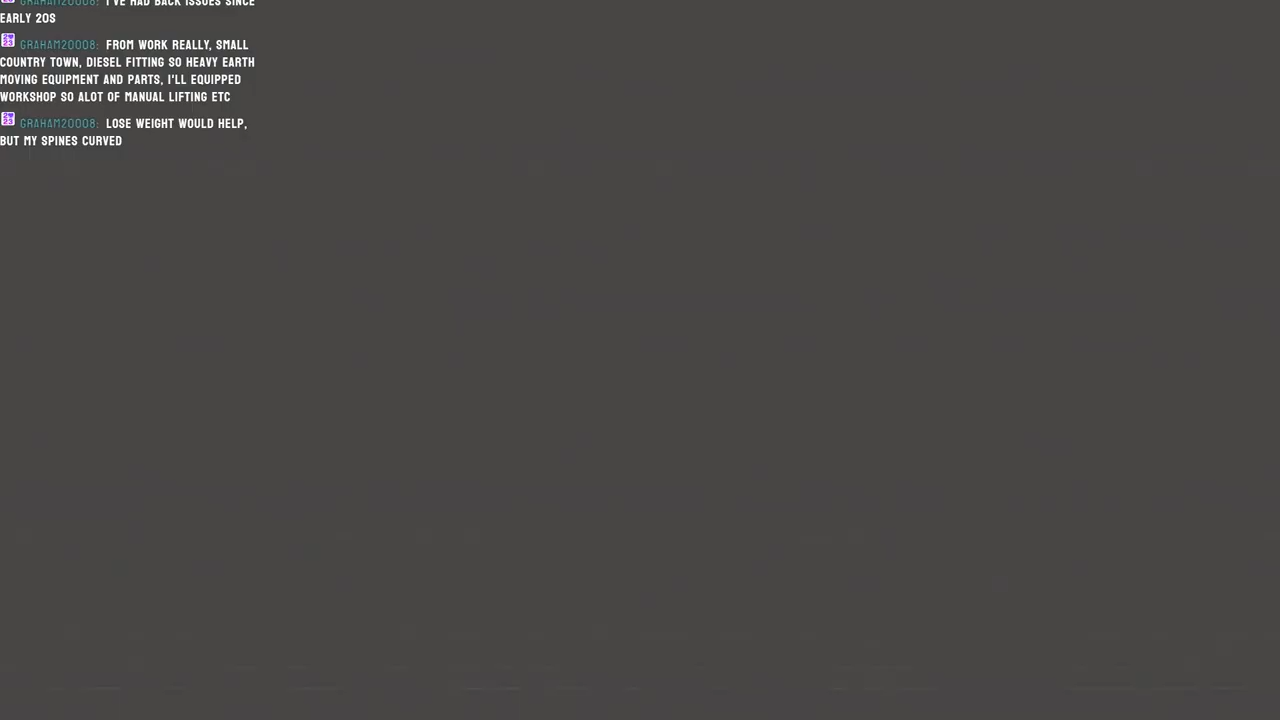 GRAHAM20008: I'VE HAD BACK ISSUES SINCE
EARLY 20S
GRAHAM20008: FROM WORK REALLY, SMALL
COUNTRY TOWN, DIESEL FITTING SO HEAVY EARTH
MOVING EQUIPMENT AND PARTS, I'LL EQUIPPED
WORKSHOP SO ALOT OF MANUAL LIFTING ETC
GRAHAM20008: LOSE WEIGHT WOULD HELP,
BUT MY SPINES CURVED